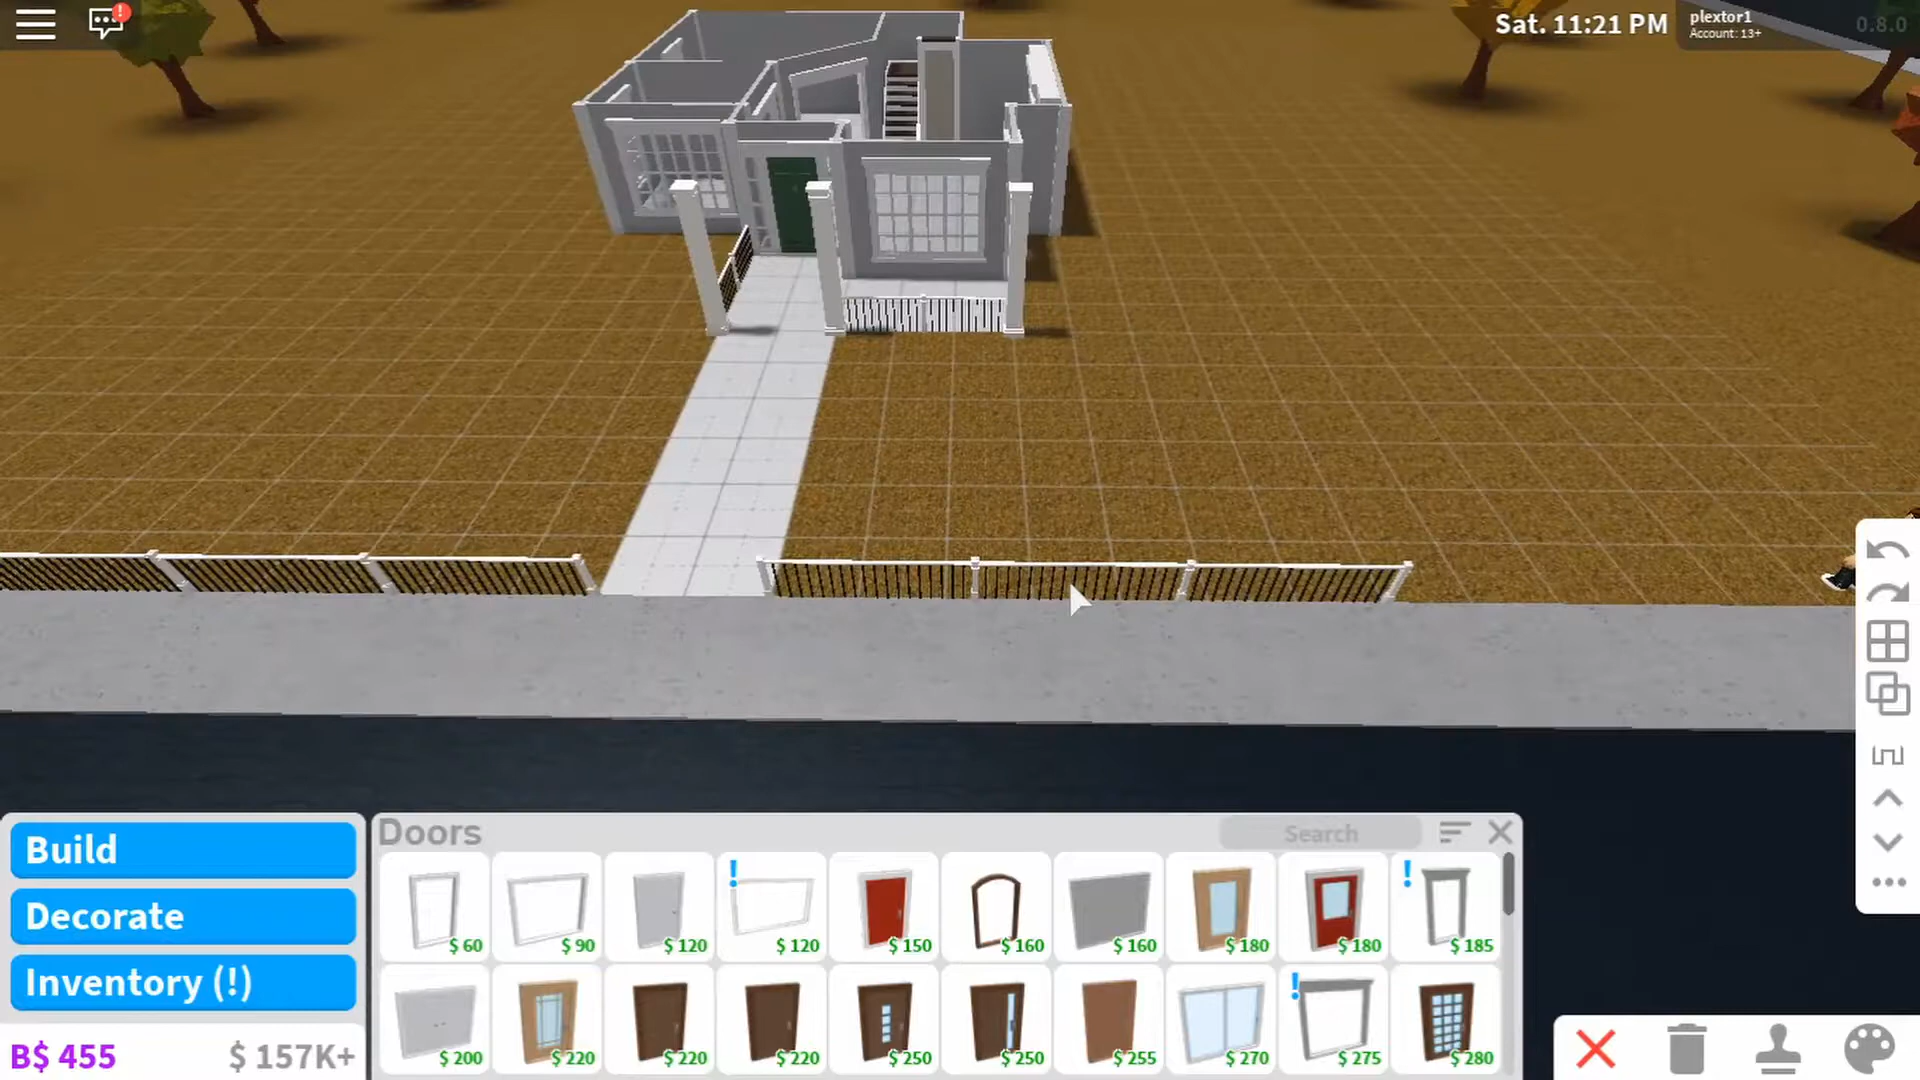 Sat. 11:21 PM
plextor1
Account: 13+
0.8.0
!
Build
Decorate
Inventory (!)
B$ 455
$ 157K+
Doors
Search
$ 60
$ 90
$ 120
! $ 120
$ 150
$ 160
$ 160
$ 180
$ 180
! $ 185
$ 200
$ 220
$ 220
$ 220
$ 250
$ 250
$ 255
$ 270
! $ 275
$ 280